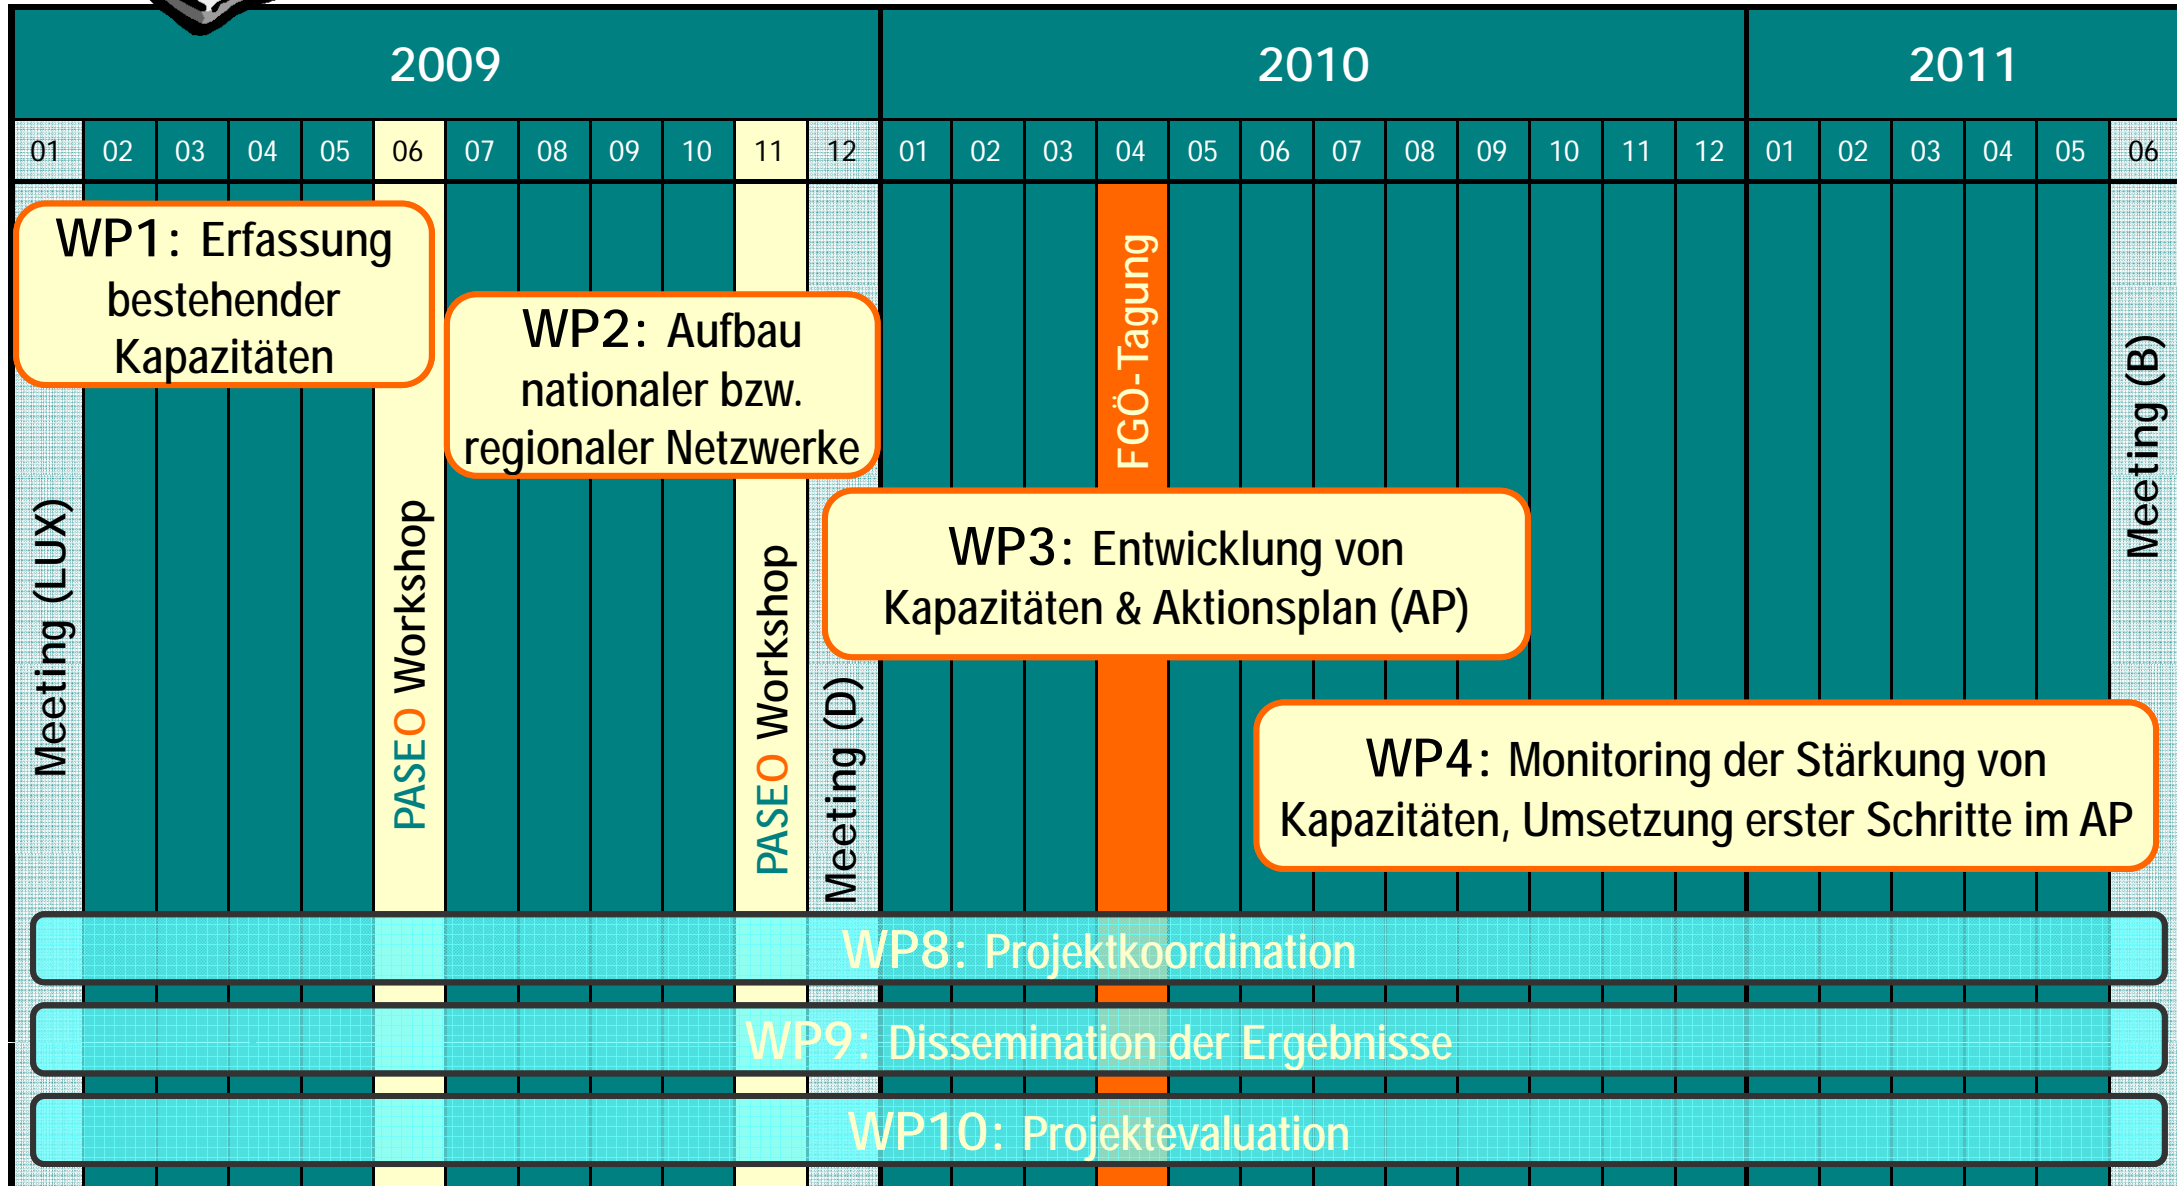 2009 2010 2011
01 02 03 04 05 06 07 08 09 10 11 12 01 02 03 04 05 06 07 08 09 10 11 12 01 02 03 04 05 06
WP1: Erfassung
bestehender
Kapazitäten
WP2: Aufbau
nationaler bzw.
regionaler Netzwerke
WP3: Entwicklung von
Kapazitäten & Aktionsplan (AP)
WP4: Monitoring der Stärkung von
Kapazitäten, Umsetzung erster Schritte im AP
Meeting (LUX)
PASEO Workshop
PASEO Workshop
Meeting (D)
FGÖ-Tagung
Meeting (B)
WP8: Projektkoordination
WP9: Dissemination der Ergebnisse
WP10: Projektevaluation